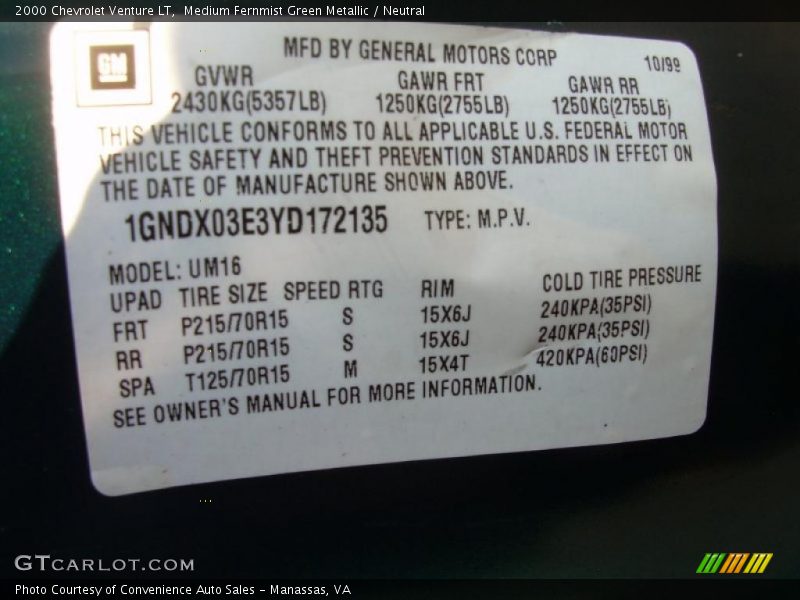 2000 Chevrolet Venture LT, Medium Fernmist Green Metallic / Neutral
GM
MFD BY GENERAL MOTORS CORP 10/99
GVWR GAWR FRT GAWR RR
2430KG(5357LB) 1250KG(2755LB) 1250KG(2755LB)
THIS VEHICLE CONFORMS TO ALL APPLICABLE U.S. FEDERAL MOTOR
VEHICLE SAFETY AND THEFT PREVENTION STANDARDS IN EFFECT ON
THE DATE OF MANUFACTURE SHOWN ABOVE.
1GNDX03E3YD172135 TYPE: M.P.V.
MODEL: UM16
UPAD TIRE SIZE SPEED RTG RIM COLD TIRE PRESSURE
FRT P215/70R15 S 15X6J 240KPA(35PSI)
RR P215/70R15 S 15X6J 240KPA(35PSI)
SPA T125/70R15 M 15X4T 420KPA(60PSI)
SEE OWNER'S MANUAL FOR MORE INFORMATION.
GTCARLOT.COM
Photo Courtesy of Convenience Auto Sales - Manassas, VA